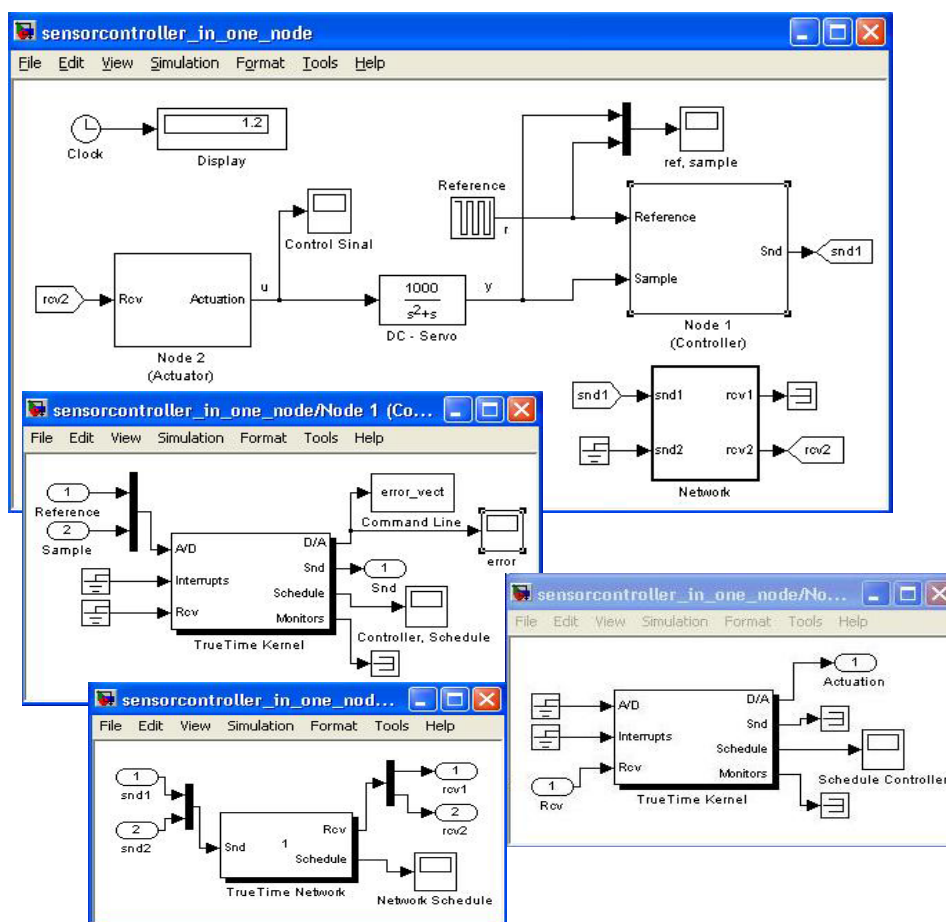 sensorcontroller_in_one_node
File Edit View Simulation Format Tools Help
1.2
Clock
Display
ref, sample
Reference
Control Sinal
r
Reference
Snd
snd1
Sample
rcv2
Rcv
Actuation
u
1000
s²+s
y
DC - Servo
Node 1
(Controller)
Node 2
(Actuator)
snd1
snd1
rcv1
snd2
rcv2
rcv2
Network
sensorcontroller_in_one_node/Node 1 (Co...
File Edit View Simulation Format Tools Help
1
Reference
2
Sample
error_vect
Command Line
error
A/D
D/A
Interrupts
Snd
1
Snd
Rcv
Schedule
Monitors
Controller, Schedule
TrueTime Kernel
sensorcontroller_in_one_node/No...
File Edit View Simulation Format Tools Help
1
Actuation
A/D
D/A
Snd
Interrupts
Schedule
Rcv
Monitors
1
Rcv
Schedule Controller
TrueTime Kernel
sensorcontroller_in_one_nod...
File Edit View Simulation Format Tools Help
1
snd1
2
snd2
1
rcv1
2
rcv2
Rcv
Snd
1
Schedule
TrueTime Network
Network Schedule